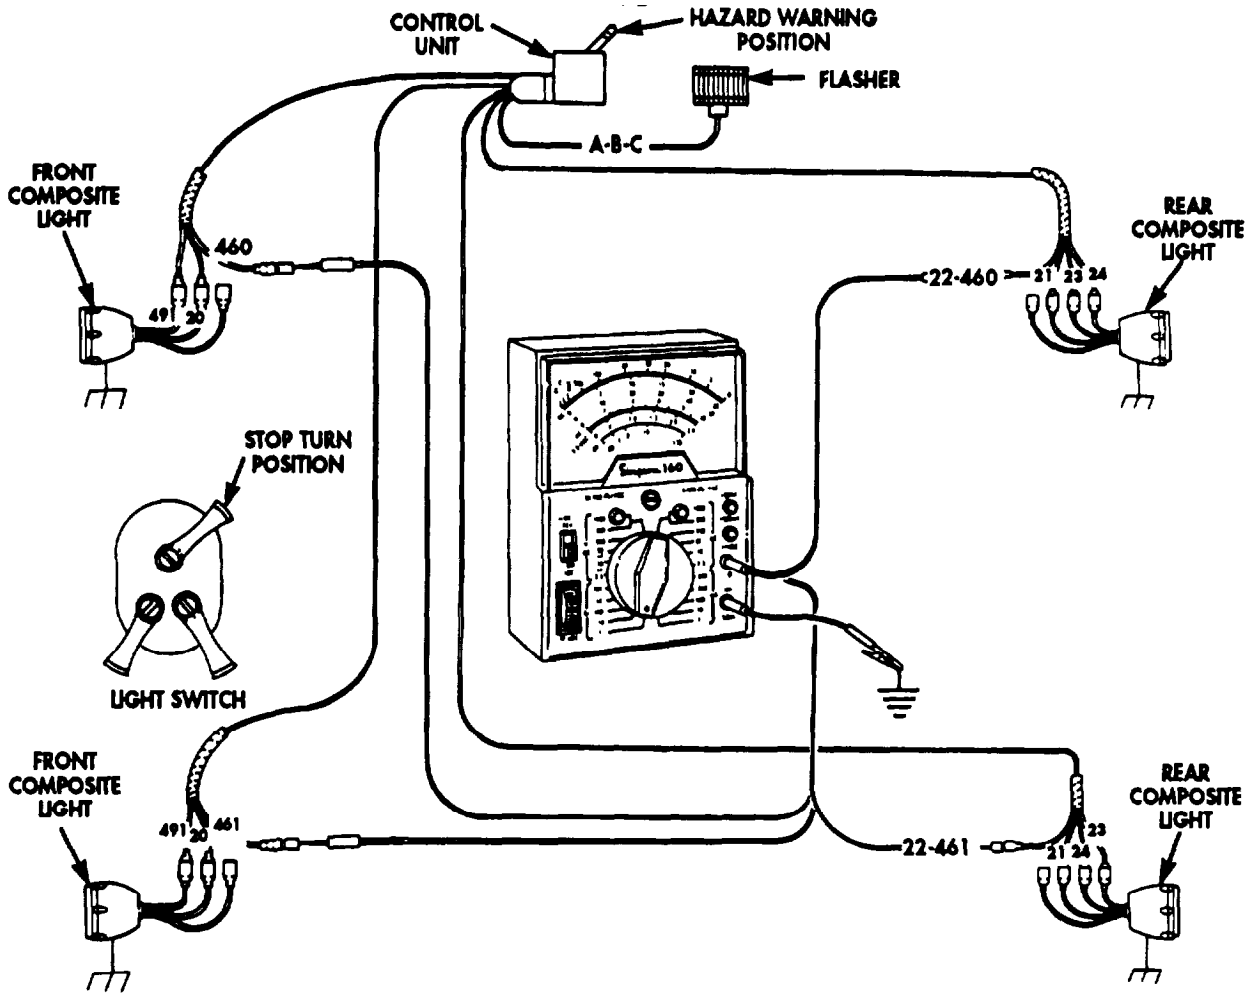 CONTROL
UNIT
HAZARD WARNING
POSITION
FLASHER
A-B-C
FRONT
COMPOSITE
LIGHT
460
491 20
REAR
COMPOSITE
LIGHT
22-460
21 23 24
160
STOP TURN
POSITION
LIGHT SWITCH
FRONT
COMPOSITE
LIGHT
491 20 461
REAR
COMPOSITE
LIGHT
22-461
21 24 23